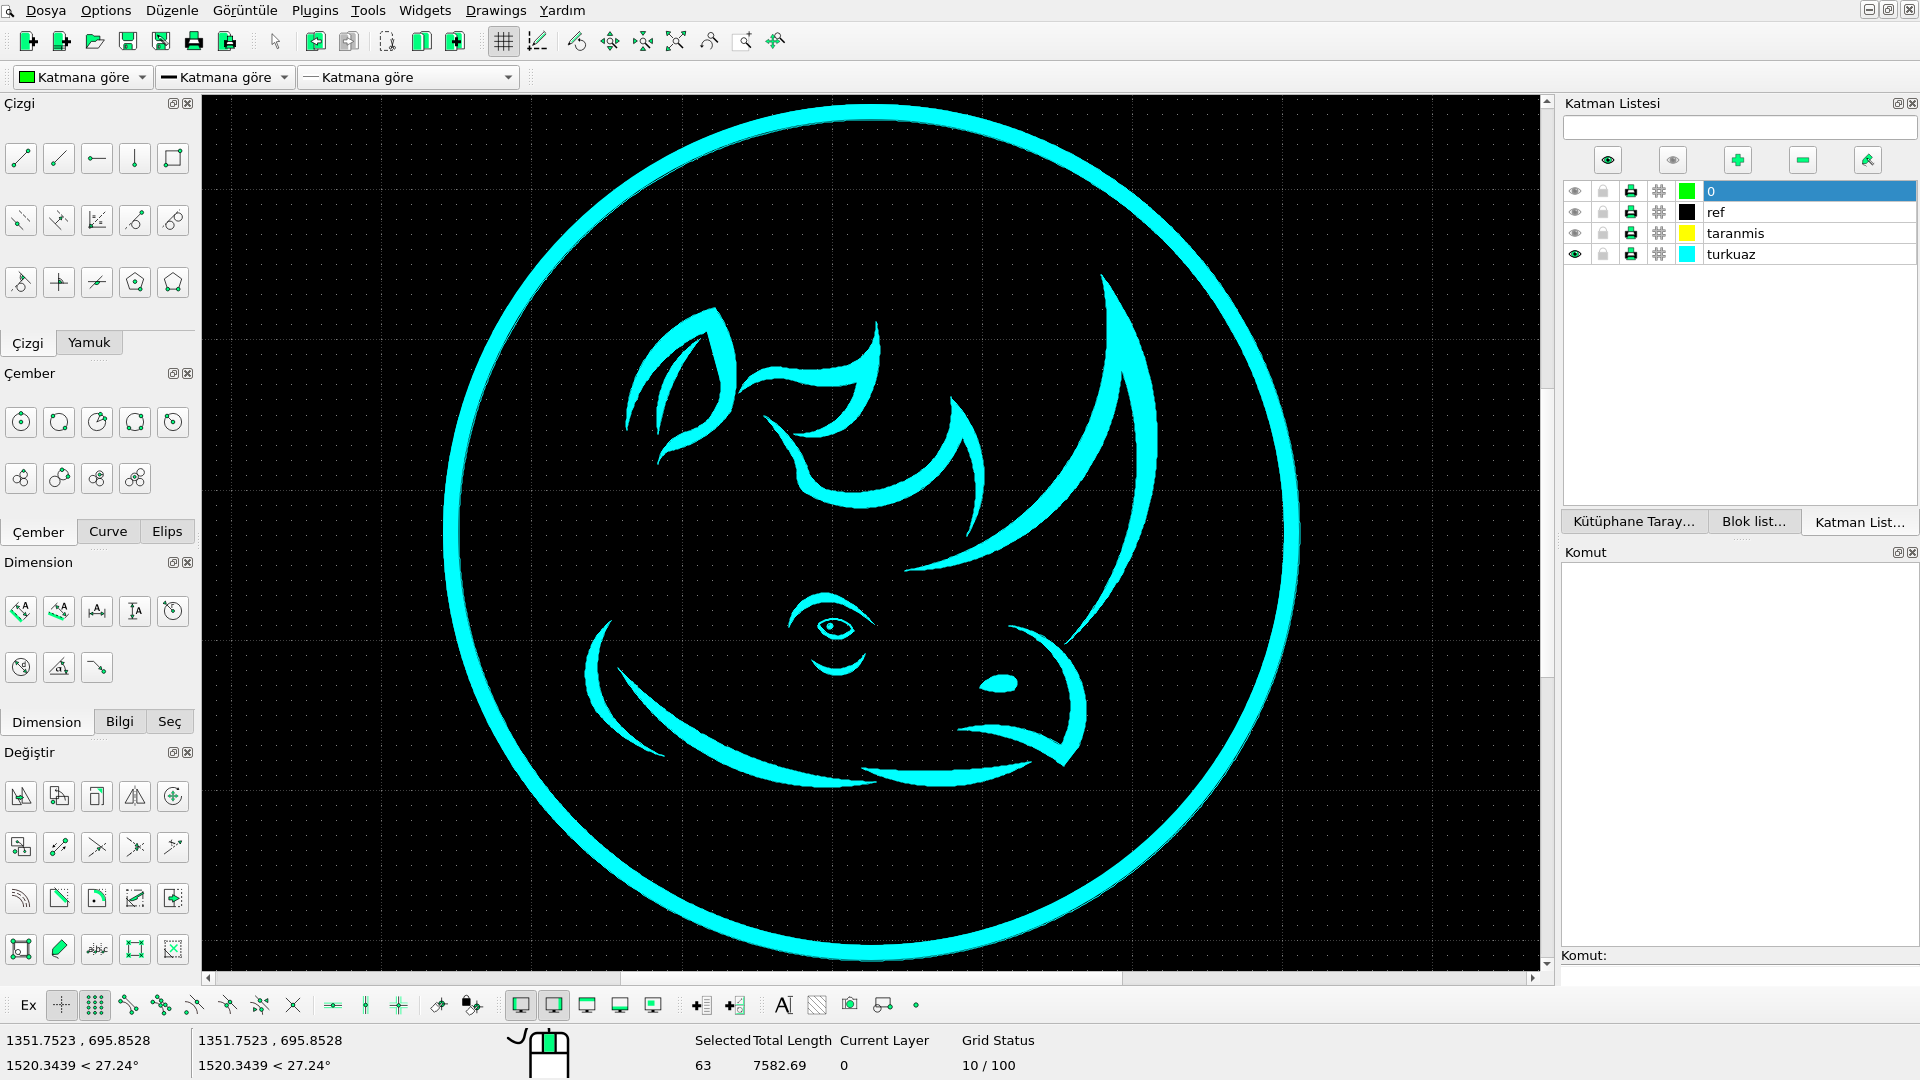 Dosya Options Düzenle Görüntüle Plugins Tools Widgets Drawings Yardım
Katmana göre Katmana göre Katmana göre
Çizgi
Çizgi Yamuk
Çember
Çember Curve Elips
Dimension
Dimension Bilgi Seç
Değiştir
Katman Listesi
0
ref
taranmis
turkuaz
Kütüphane Taray... Blok list... Katman List...
Komut
Komut:
Ex
1351.7523 , 695.8528 1351.7523 , 695.8528 Selected Total Length Current Layer Grid Status
1520.3439 < 27.24° 1520.3439 < 27.24° 63 7582.69 0 10 / 100